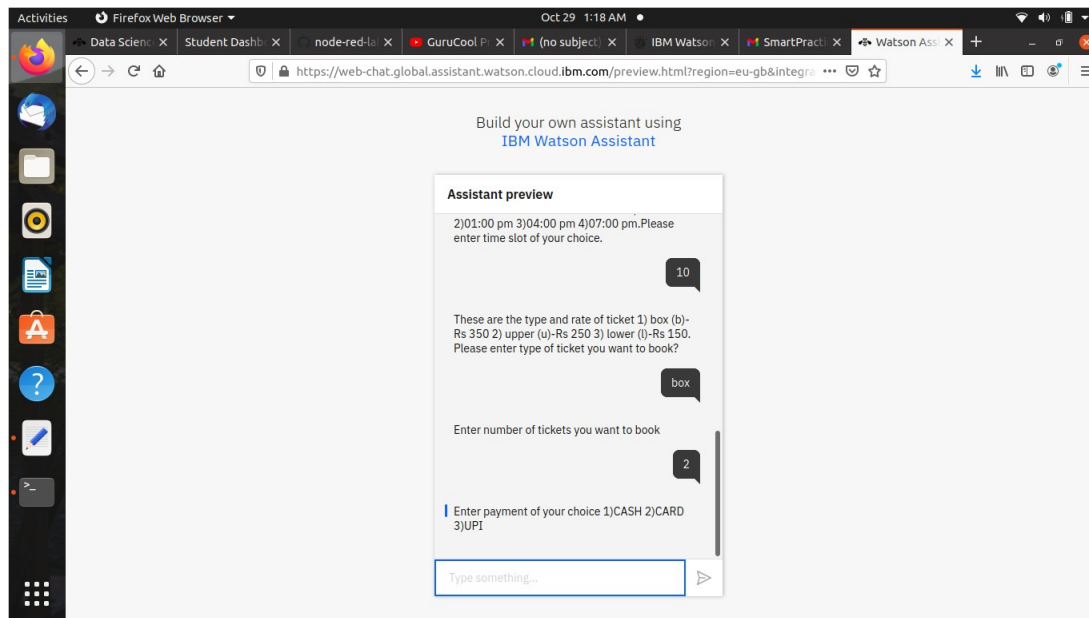 Activities Firefox Web Browser Oct 29 1:18 AM
Data Scienc Student Dashb node-red-la GuruCool Pr (no subject) IBM Watson SmartPracti Watson Assi
https://web-chat.global.assistant.watson.cloud.ibm.com/preview.html?region=eu-gb&integra
Build your own assistant using
IBM Watson Assistant
Assistant preview
2)01:00 pm 3)04:00 pm 4)07:00 pm.Please
enter time slot of your choice.
10
These are the type and rate of ticket 1) box (b)-
Rs 350 2) upper (u)-Rs 250 3) lower (l)-Rs 150.
Please enter type of ticket you want to book?
box
Enter number of tickets you want to book
2
Enter payment of your choice 1)CASH 2)CARD
3)UPI
Type something...